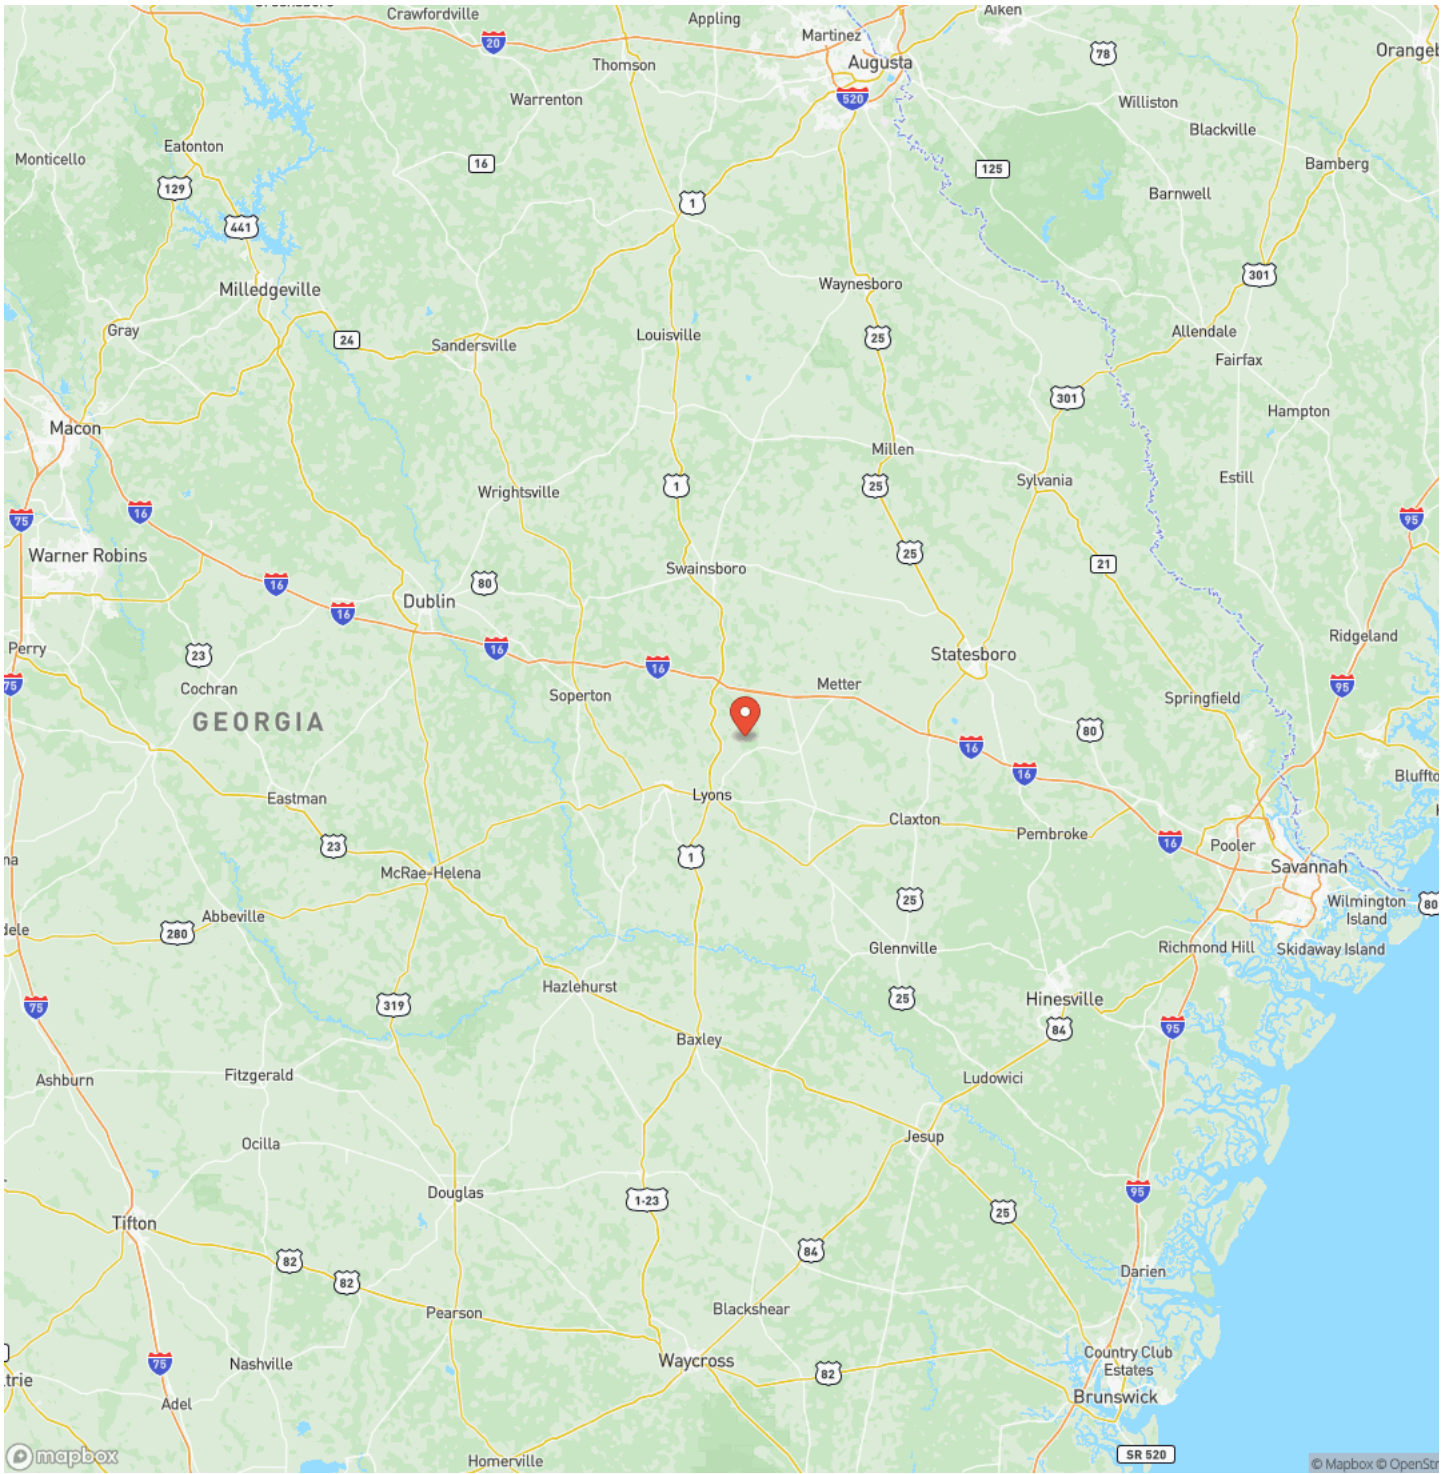 Crawfordville
Appling
Aiken
20
Martinez
78
Orangeb
Thomson
Augusta
Warrenton
520
Williston
Blackville
Eatonton
Monticello
16
125
Bamberg
129
Barnwell
1
441
301
Milledgeville
Waynesboro
Gray
24
Sandersville
Louisville
25
Allendale
Fairfax
301
Hampton
Macon
Millen
Estill
Wrightsville
1
25
Sylvania
75
16
95
Warner Robins
25
Swainsboro
21
16
80
Dublin
16
Perry
23
16
16
Statesboro
Ridgeland
75
Cochran
Soperton
Metter
Springfield
95
GEORGIA
80
16
16
Bluffto
Eastman
Lyons
Claxton
Pembroke
23
1
16
Pooler
na
McRae-Helena
Savannah
25
Wilmington
Island
80
Abbeville
dele
280
Glennville
Richmond Hill
Skidaway Island
Hazlehurst
25
Hinesville
75
319
84
95
Baxley
Ashburn
Fitzgerald
Ludowici
Ocilla
Jesup
Douglas
1-23
25
95
Tifton
82
84
82
Darien
Pearson
Blackshear
75
Nashville
Waycross
82
Country Club
Estates
trie
Adel
Brunswick
mapbox
Homerville
SR 520
© Mapbox © OpenStr